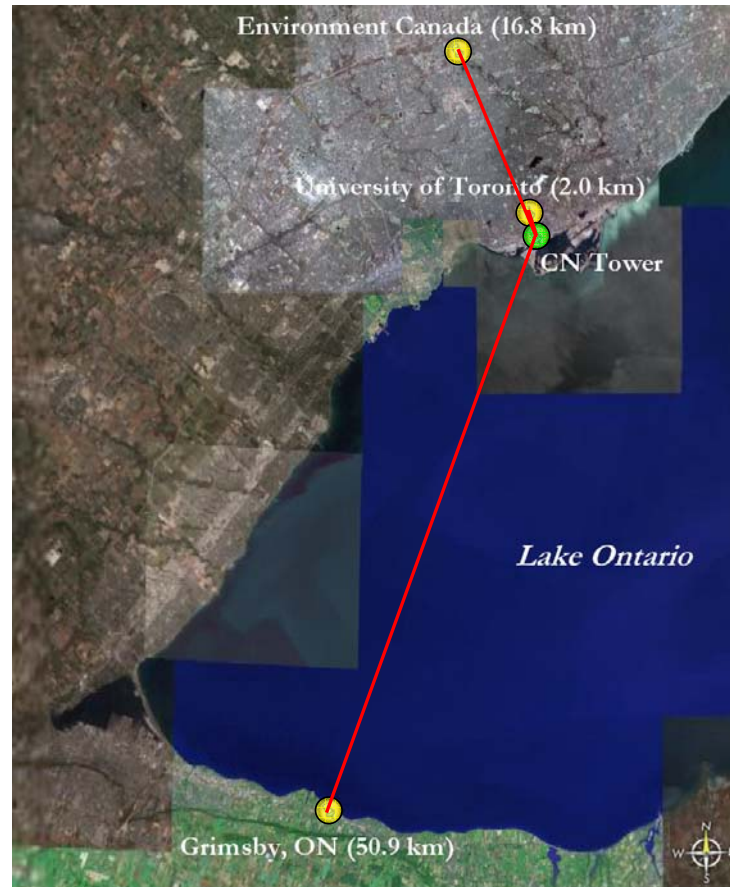 Environment Canada (16.8 km)
University of Toronto (2.0 km)
CN Tower
Lake Ontario
Grimsby, ON (50.9 km)
N
W
S